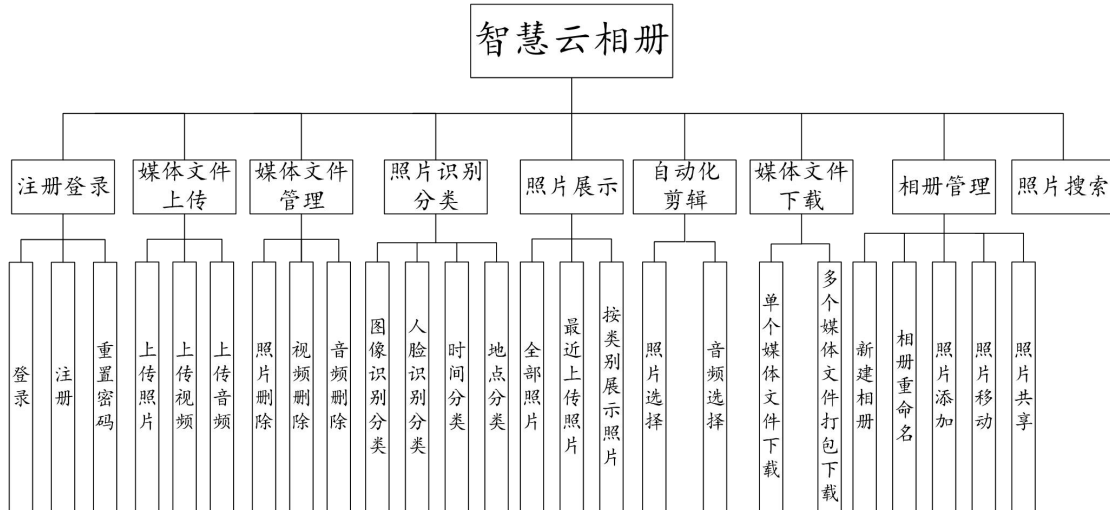 智慧云相册
注册登录
媒体文件
上传
媒体文件
管理
照片识别
分类
照片展示
自动化
剪辑
媒体文件
下载
相册管理
照片搜索
登录
注册
重置密码
上传照片
上传视频
上传音频
照片删除
视频删除
音频删除
图像识别分类
人脸识别分类
时间分类
地点分类
全部照片
最近上传照片
按类别展示照片
照片选择
音频选择
单个媒体文件下载
多个媒体文件打包下载
新建相册
相册重命名
照片添加
照片移动
照片共享